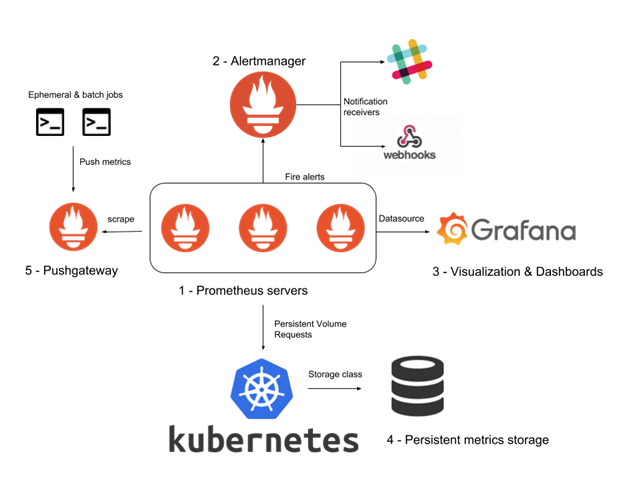 2 - Alertmanager
Ephemeral & batch jobs
>_ >_
Notification
receivers
webhooks
Push metrics
Fire alerts
scrape
Datasource
Grafana
5 - Pushgateway
3 - Visualization & Dashboards
1 - Prometheus servers
Persistent Volume
Requests
Storage class
kubernetes
4 - Persistent metrics storage